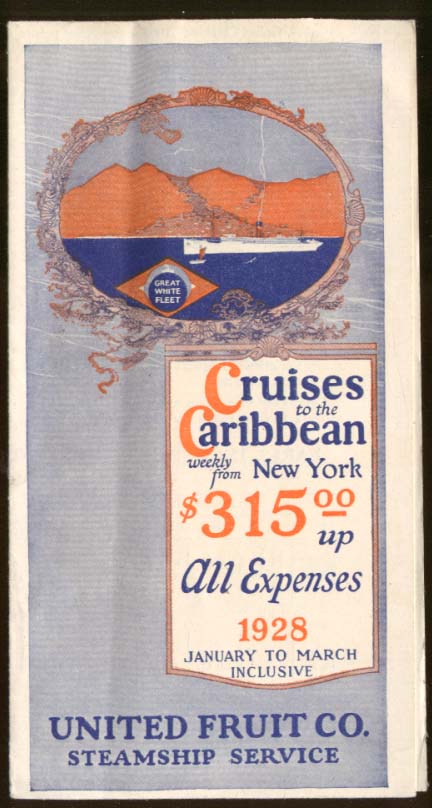 GREAT
WHITE
FLEET
Cruises
to the
Caribbean
weekly
from New York
$315.00
up
All Expenses
1928
JANUARY TO MARCH
INCLUSIVE
UNITED FRUIT CO.
STEAMSHIP SERVICE